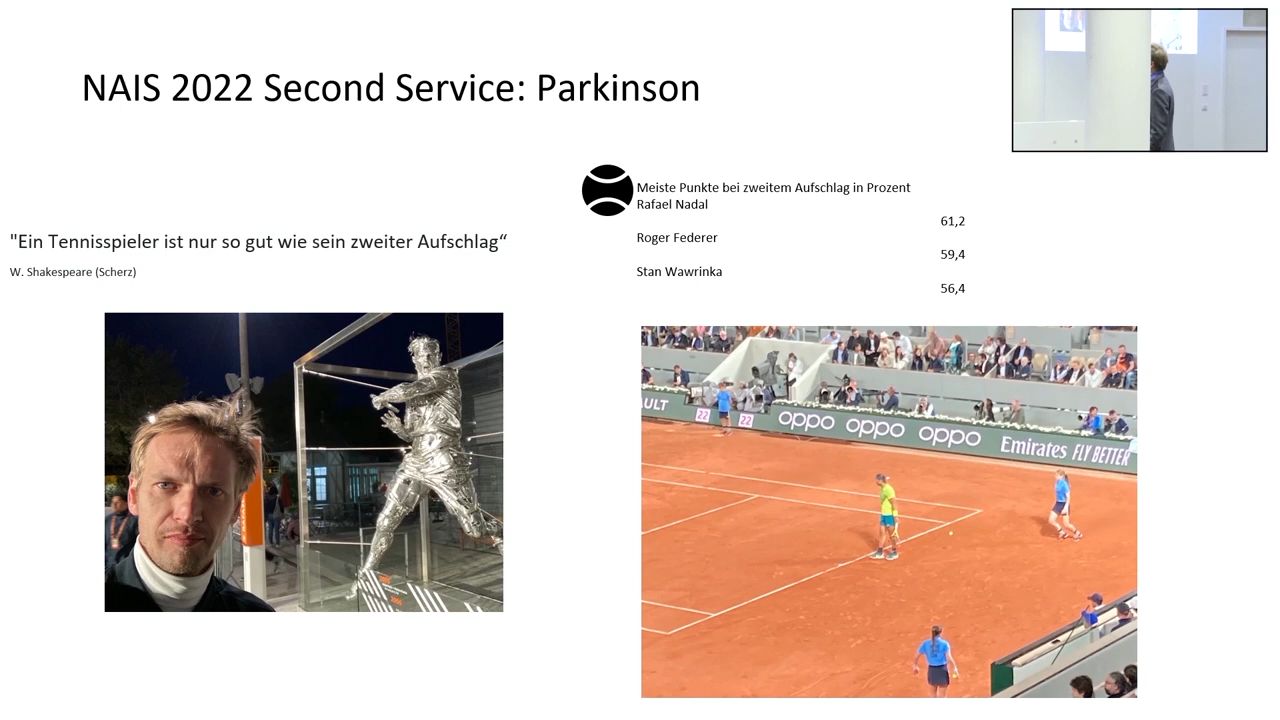 NAIS 2022 Second Service: Parkinson
"Ein Tennisspieler ist nur so gut wie sein zweiter Aufschlag“
W. Shakespeare (Scherz)
Meiste Punkte bei zweitem Aufschlag in Prozent
Rafael Nadal
61,2
Roger Federer
59,4
Stan Wawrinka
56,4
AULT
22
22
oppo oppo oppo
Emirates FLY BETTER